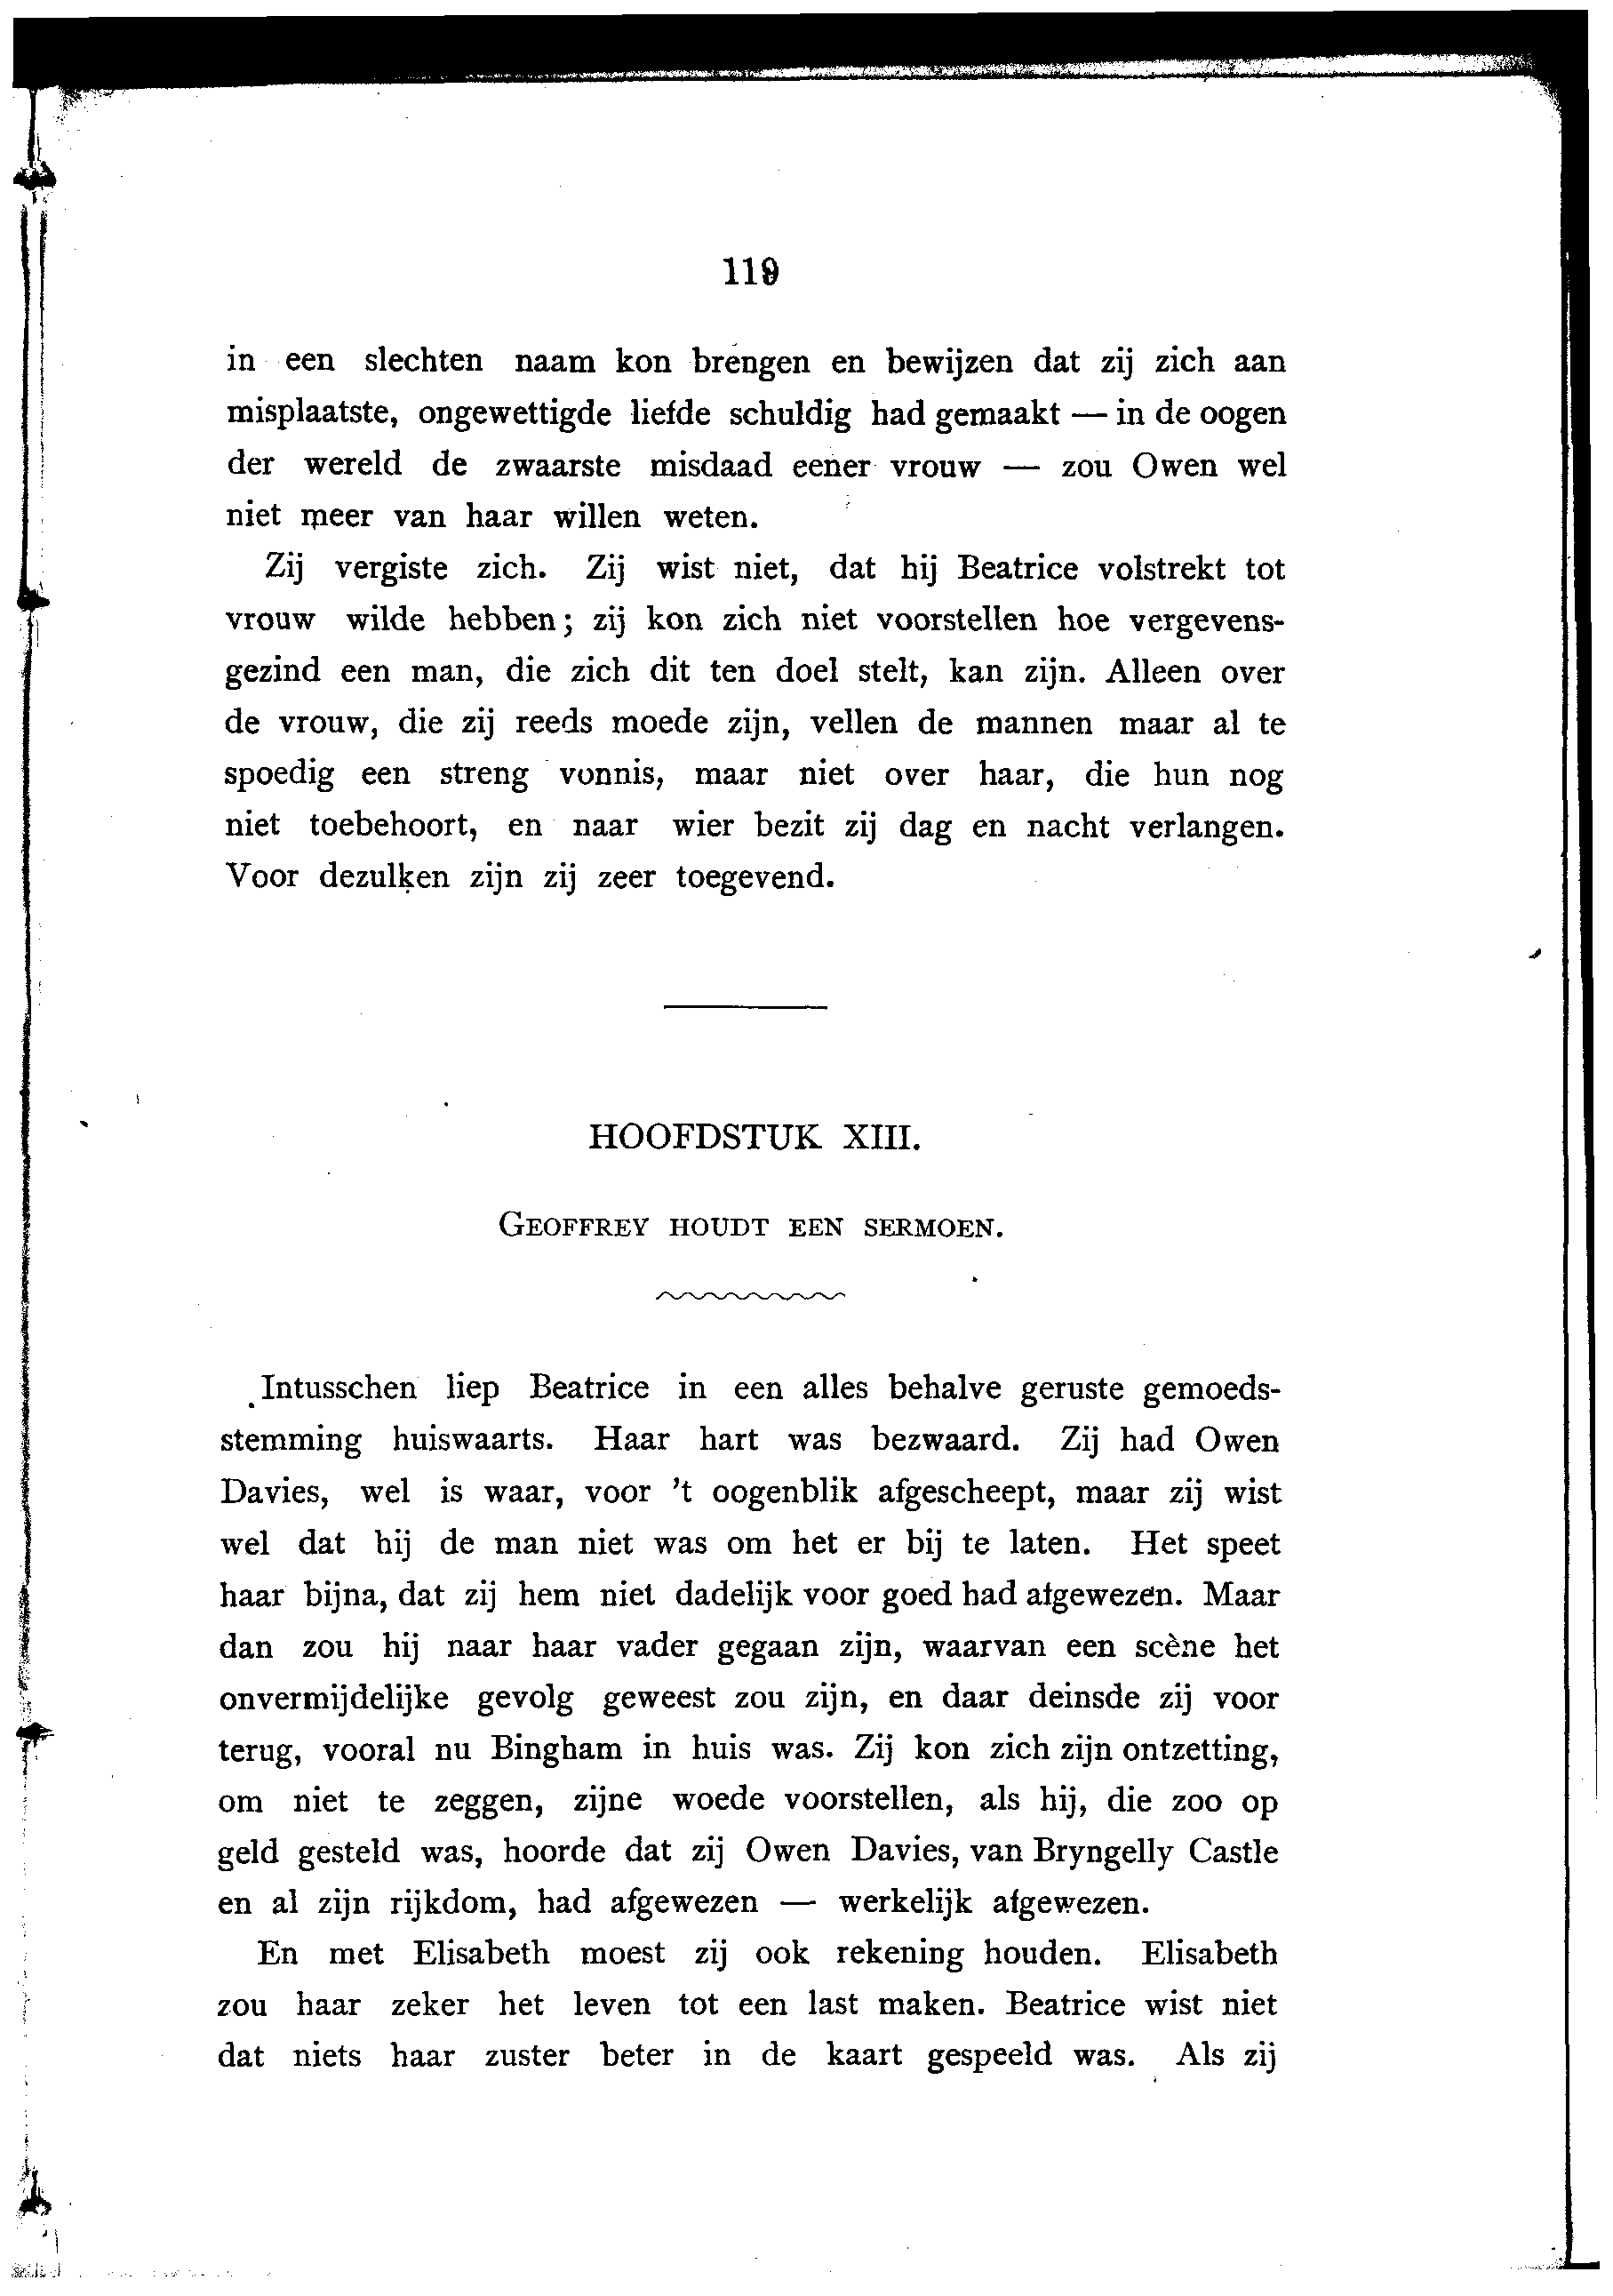 119
in een slechten naam kon brengen en bewijzen dat zij zich aan
misplaatste, ongewettigde liefde schuldig had gemaakt — in de oogen
der wereld de zwaarste misdaad eener vrouw — zou Owen wel
niet meer van haar willen weten.
Zij vergiste zich. Zij wist niet, dat hij Beatrice volstrekt tot
vrouw wilde hebben; zij kon zich niet voorstellen hoe vergevens-
gezind een man, die zich dit ten doel stelt, kan zijn. Alleen over
de vrouw, die zij reeds moede zijn, vellen de mannen maar al te
spoedig een streng vonnis, maar niet over haar, die hun nog
niet toebehoort, en naar wier bezit zij dag en nacht verlangen.
Voor dezulken zijn zij zeer toegevend.
HOOFDSTUK XIII.
GEOFFREY HOUDT EEN SERMOEN.
Intusschen liep Beatrice in een alles behalve geruste gemoeds-
stemming huiswaarts. Haar hart was bezwaard. Zij had Owen
Davies, wel is waar, voor 't oogenblik afgescheept, maar zij wist
wel dat hij de man niet was om het er bij te laten. Het speet
haar bijna, dat zij hem niet dadelijk voor goed had afgewezen. Maar
dan zou hij naar haar vader gegaan zijn, waarvan een scène het
onvermijdelijke gevolg geweest zou zijn, en daar deinsde zij voor
terug, vooral nu Bingham in huis was. Zij kon zich zijn ontzetting,
om niet te zeggen, zijne woede voorstellen, als hij, die zoo op
geld gesteld was, hoorde dat zij Owen Davies, van Bryngelly Castle
en al zijn rijkdom, had afgewezen — werkelijk afgewezen.
En met Elisabeth moest zij ook rekening houden. Elisabeth
zou haar zeker het leven tot een last maken. Beatrice wist niet
dat niets haar zuster beter in de kaart gespeeld was. Als zij